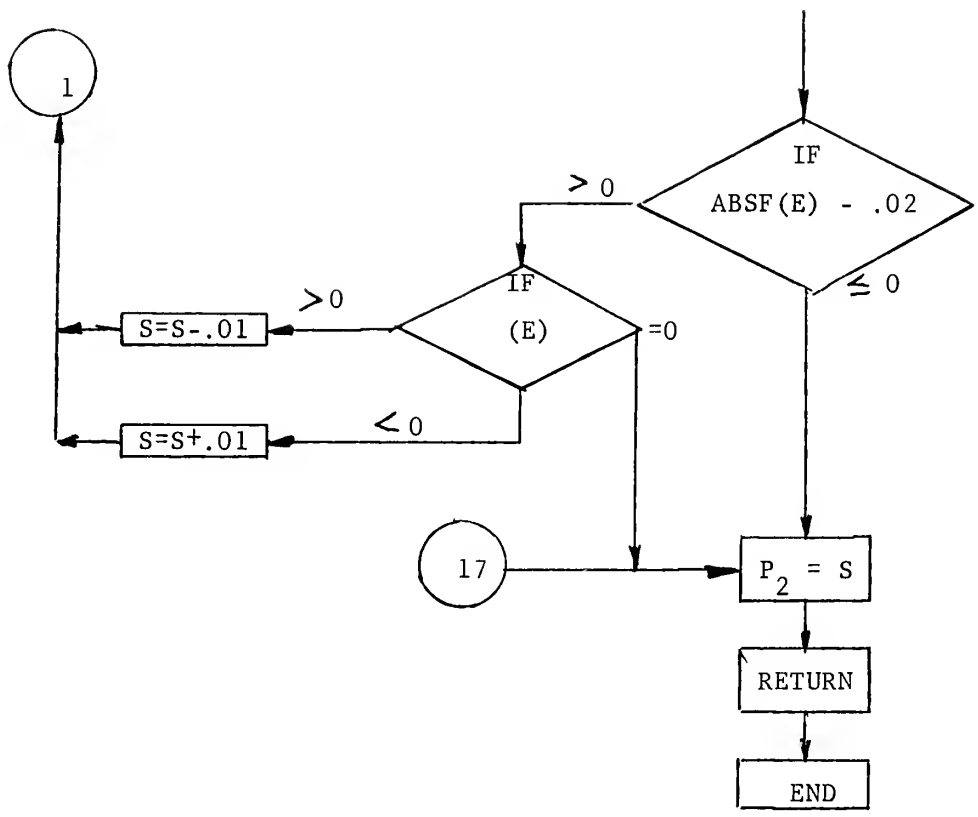 1
IF
ABSF(E) - .02
> 0
≦ 0
IF
(E)
>0
=0
S=S-.01
< 0
S=S+.01
17
P2 = S
RETURN
END